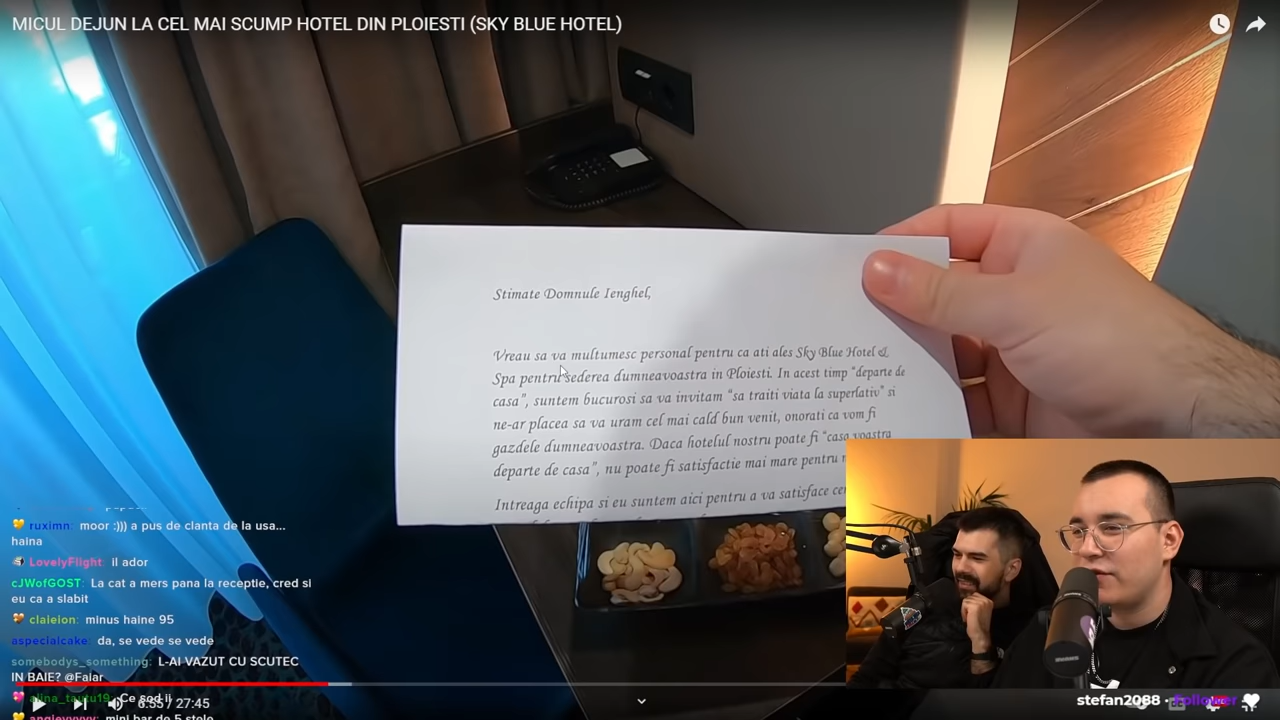 MICUL DEJUN LA CEL MAI SCUMP HOTEL DIN PLOIESTI (SKY BLUE HOTEL)
Stimate Domnule Ienghel,
Vreau sa va multumesc personal pentru ca ati ales Sky Blue Hotel &
Spa pentru sederea dumneavoastra in Ploiesti. In acest timp "departe de
casa", suntem bucurosi sa va invitam "sa traiti viata la superlativ" si
ne-ar placea sa va uram cel mai cald bun venit, onorati ca vom fi
gazdele dumneavoastra. Daca hotelul nostru poate fi "casa voastra
departe de casa", nu poate fi satisfactie mai mare pentru
Intreaga echipa si eu suntem aici pentru a va satisface
ruximn: moor :))) a pus de clanta de la usa...
haina
LovelyFlight: il ador
cJWofGOST: La cat a mers pana la receptie, cred si
eu ca a slabit
claieion: minus haine 95
aspecialcake: da, se vede se vede
somebodys_something: L-AI VAZUT CU SCUTEC
IN BAIE? @Faiar
alina_tautu19: Ce sed ii
6:55 / 27:45
angieyyyyy: mini bar de 5 stele
stefan2088 · Follower